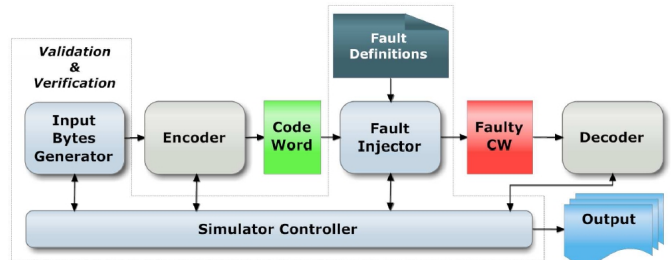 Validation
&
Verification
Fault
Definitions
Input
Bytes
Generator
Encoder
Code
Word
Fault
Injector
Faulty
CW
Decoder
Simulator Controller
Output